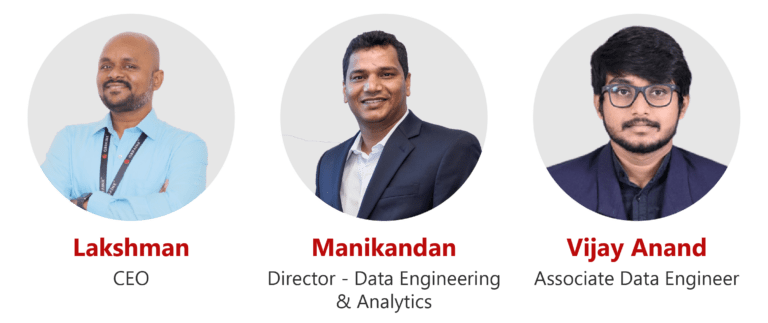 Lakshman
CEO
Manikandan
Director - Data Engineering
& Analytics
Vijay Anand
Associate Data Engineer